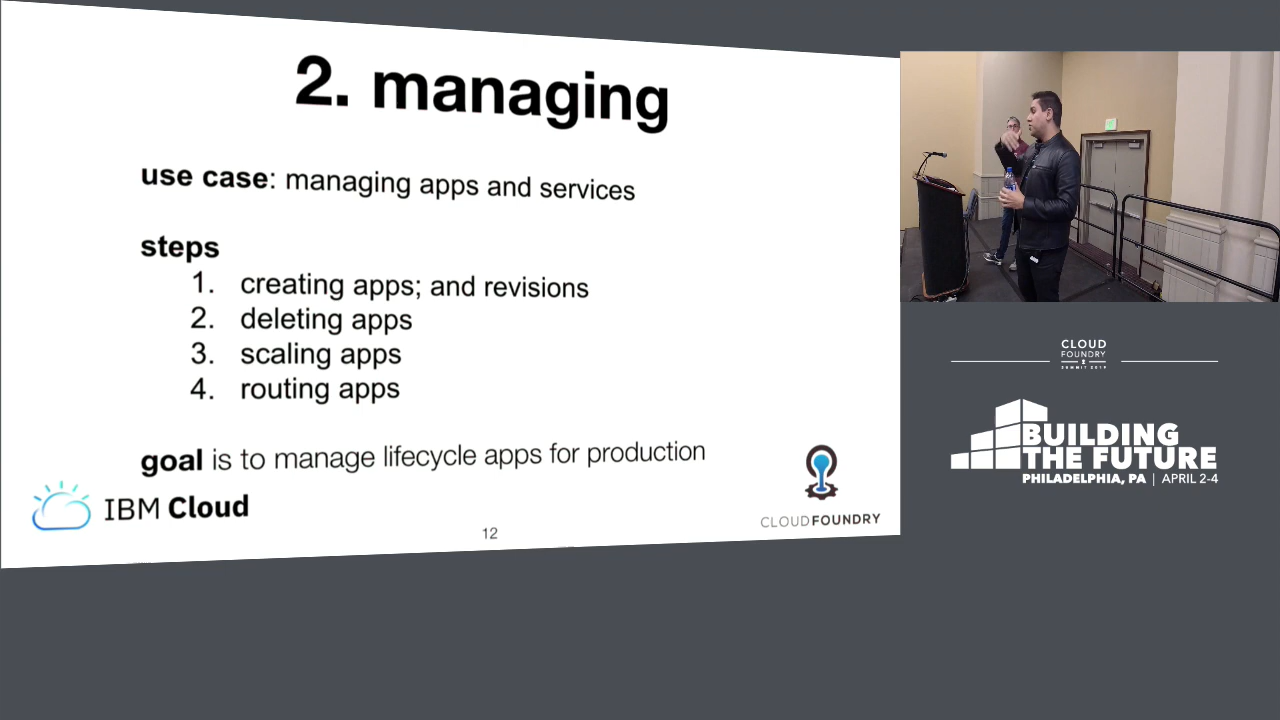 2. managing
use case: managing apps and services
steps
1. creating apps; and revisions
2. deleting apps
3. scaling apps
4. routing apps
goal is to manage lifecycle apps for production
IBM Cloud
12
CLOUDFOUNDRY
CLOUD
FOUNDRY
SUMMIT 2019
BUILDING
THE FUTURE
PHILADELPHIA, PA | APRIL 2-4